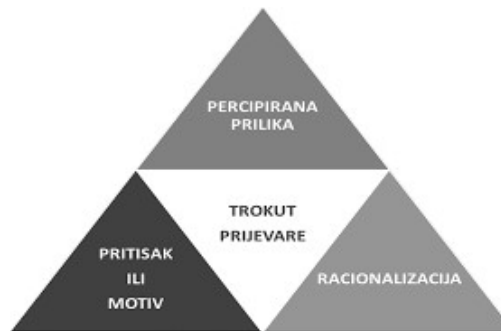 PERCIPIRANA
PRILIKA
TROKUT
PRIJEVARE
PRITISAK
ILI
MOTIV
RACIONALIZACIJA